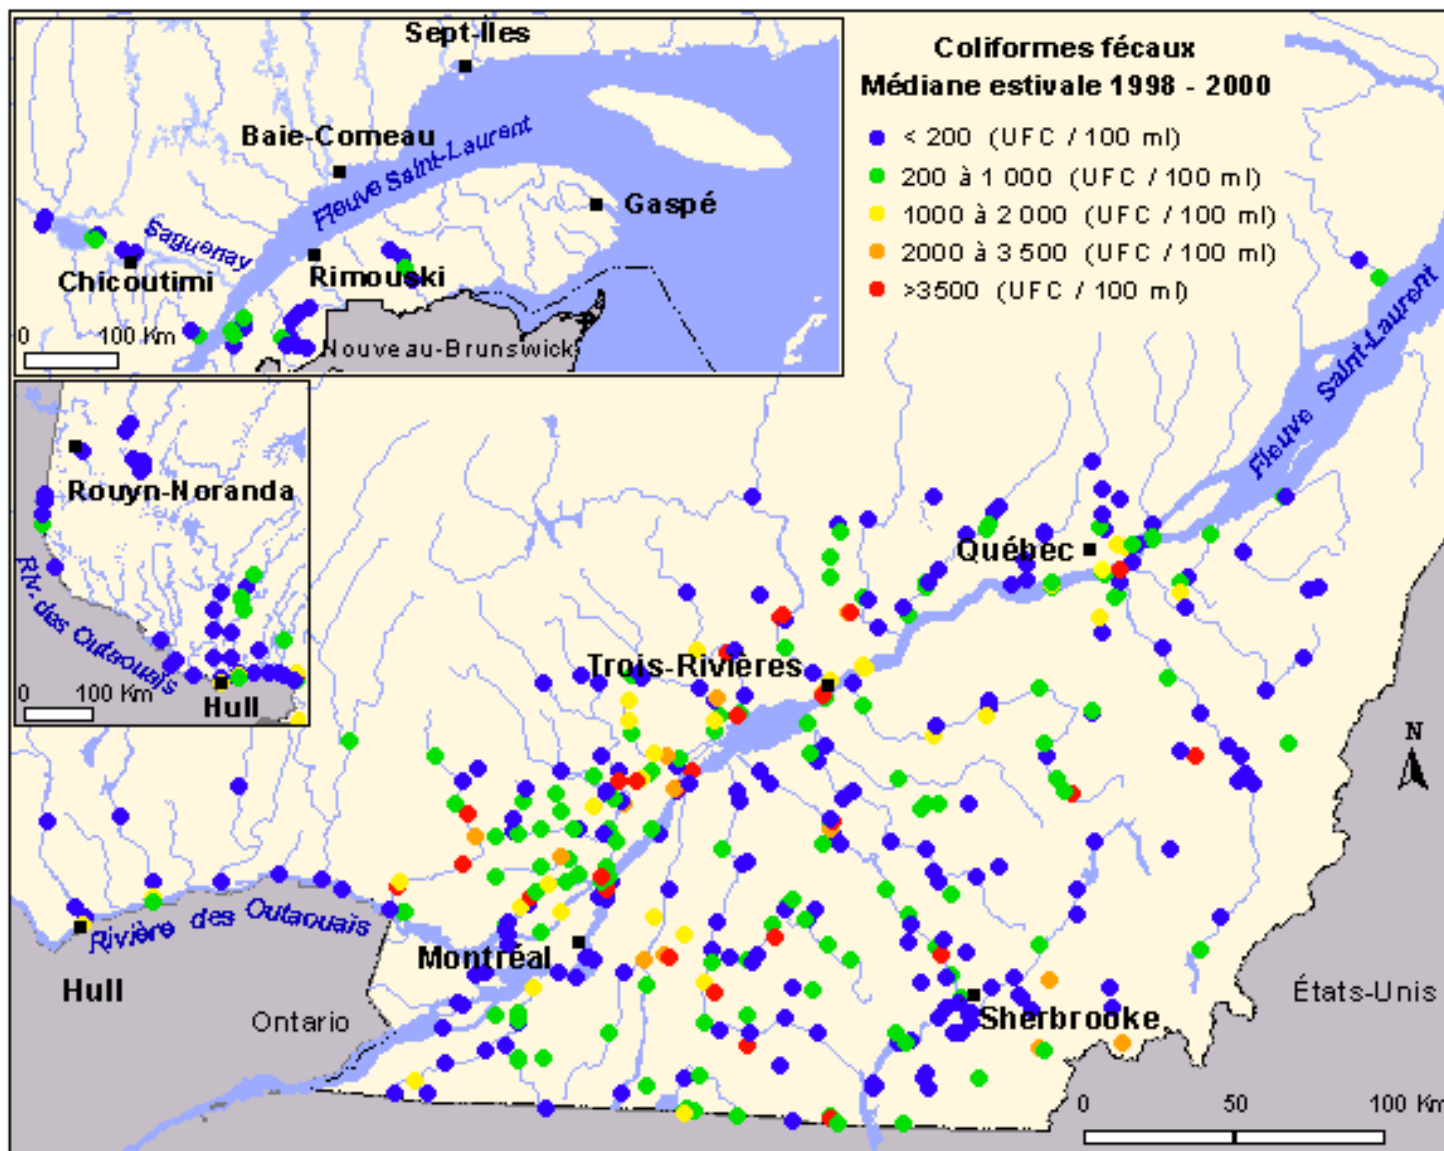 Sept-Îles
Baie-Comeau
Fleuve Saint-Laurent
Gaspé
Saguenay
Chicoutimi
Rimouski
0 100 Km
Nouveau-Brunswick
Coliformes fécaux
Médiane estivale 1998 - 2000
< 200 (UFC / 100 ml)
200 à 1 000 (UFC / 100 ml)
1000 à 2 000 (UFC / 100 ml)
2000 à 3 500 (UFC / 100 ml)
>3500 (UFC / 100 ml)
Rouyn-Noranda
Riv. des Outaouais
0 100 Km
Hull
Fleuve Saint-Laurent
Québec
Trois-Rivières
N
Rivière des Outaouais
Montréal
Hull
Ontario
États-Unis
Sherbrooke
0 50 100 Km